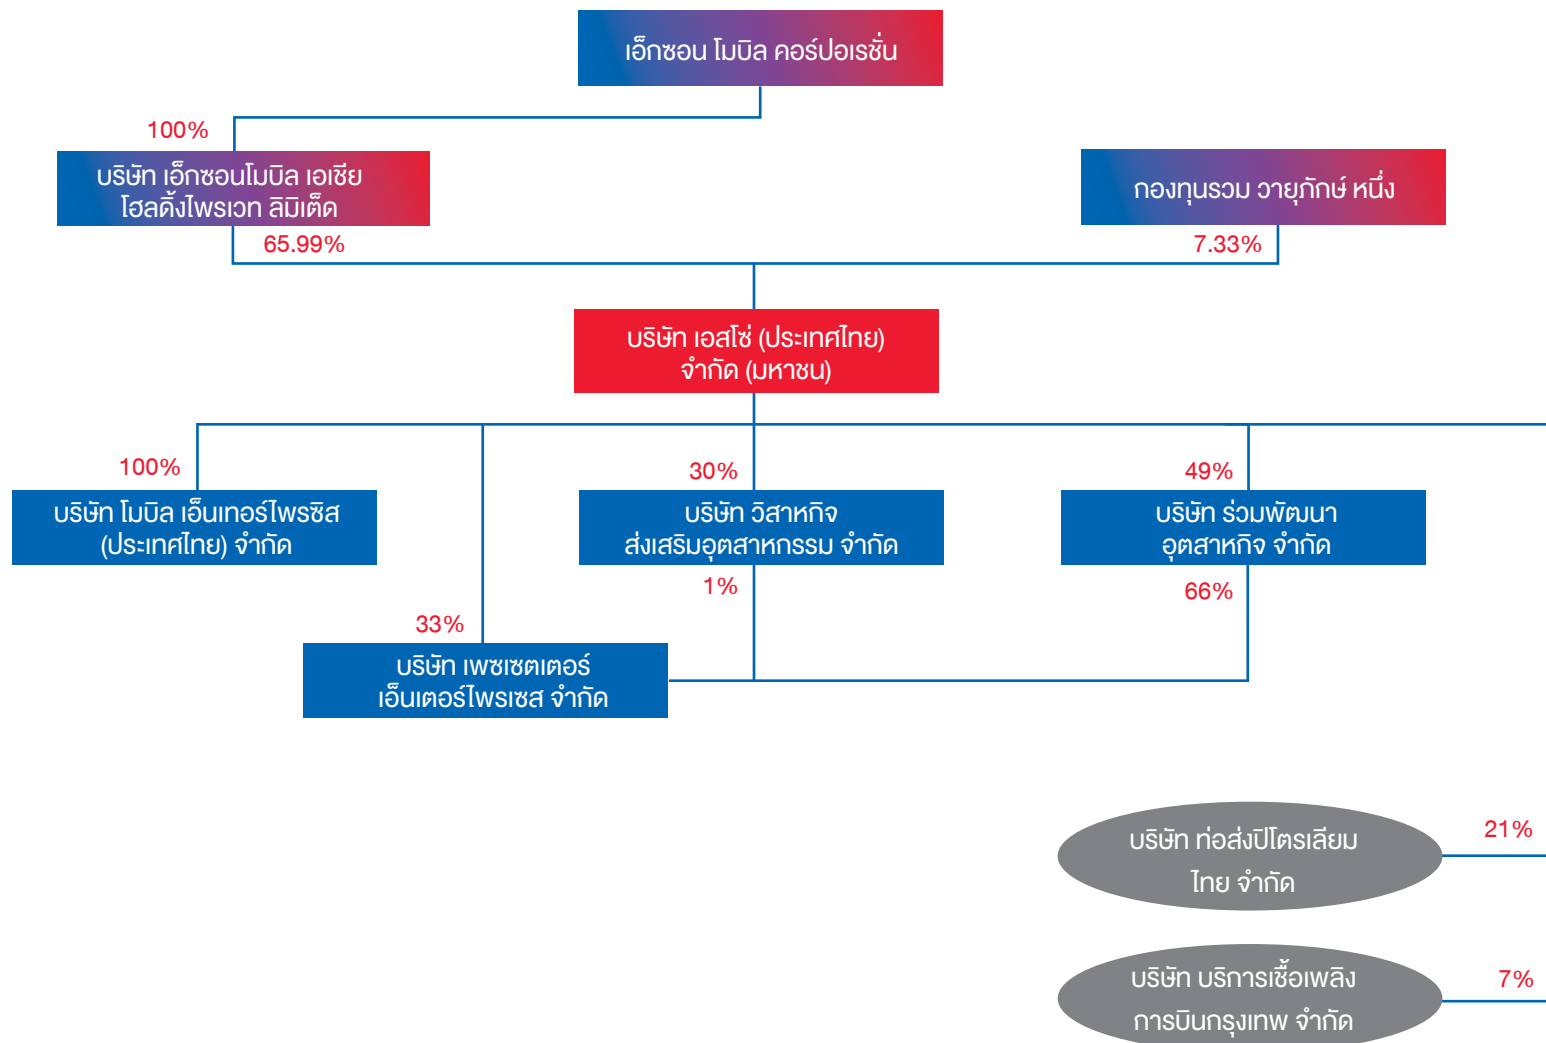 เอ็กซอน โมบิล คอร์ปอเรชั่น
100%
บริษัท เอ็กซอนโมบิล เอเชีย
โฮลดิ้งไพรเวท ลิมิเต็ด
กองทุนรวม วายุภักษ์ หนึ่ง
65.99%
7.33%
บริษัท เอสโซ่ (ประเทศไทย)
จำกัด (มหาชน)
100%
30%
49%
บริษัท โมบิล เอ็นเทอร์ไพรซิส
(ประเทศไทย) จำกัด
บริษัท วิสาหกิจ
ส่งเสริมอุตสาหกรรม จำกัด
บริษัท ร่วมพัฒนา
อุตสาหกิจ จำกัด
1%
66%
33%
บริษัท เพซเซตเตอร์
เอ็นเตอร์ไพรเซส จำกัด
บริษัท ท่อส่งปิโตรเลียม
ไทย จำกัด
21%
บริษัท บริการเชื้อเพลิง
การบินกรุงเทพ จำกัด
7%